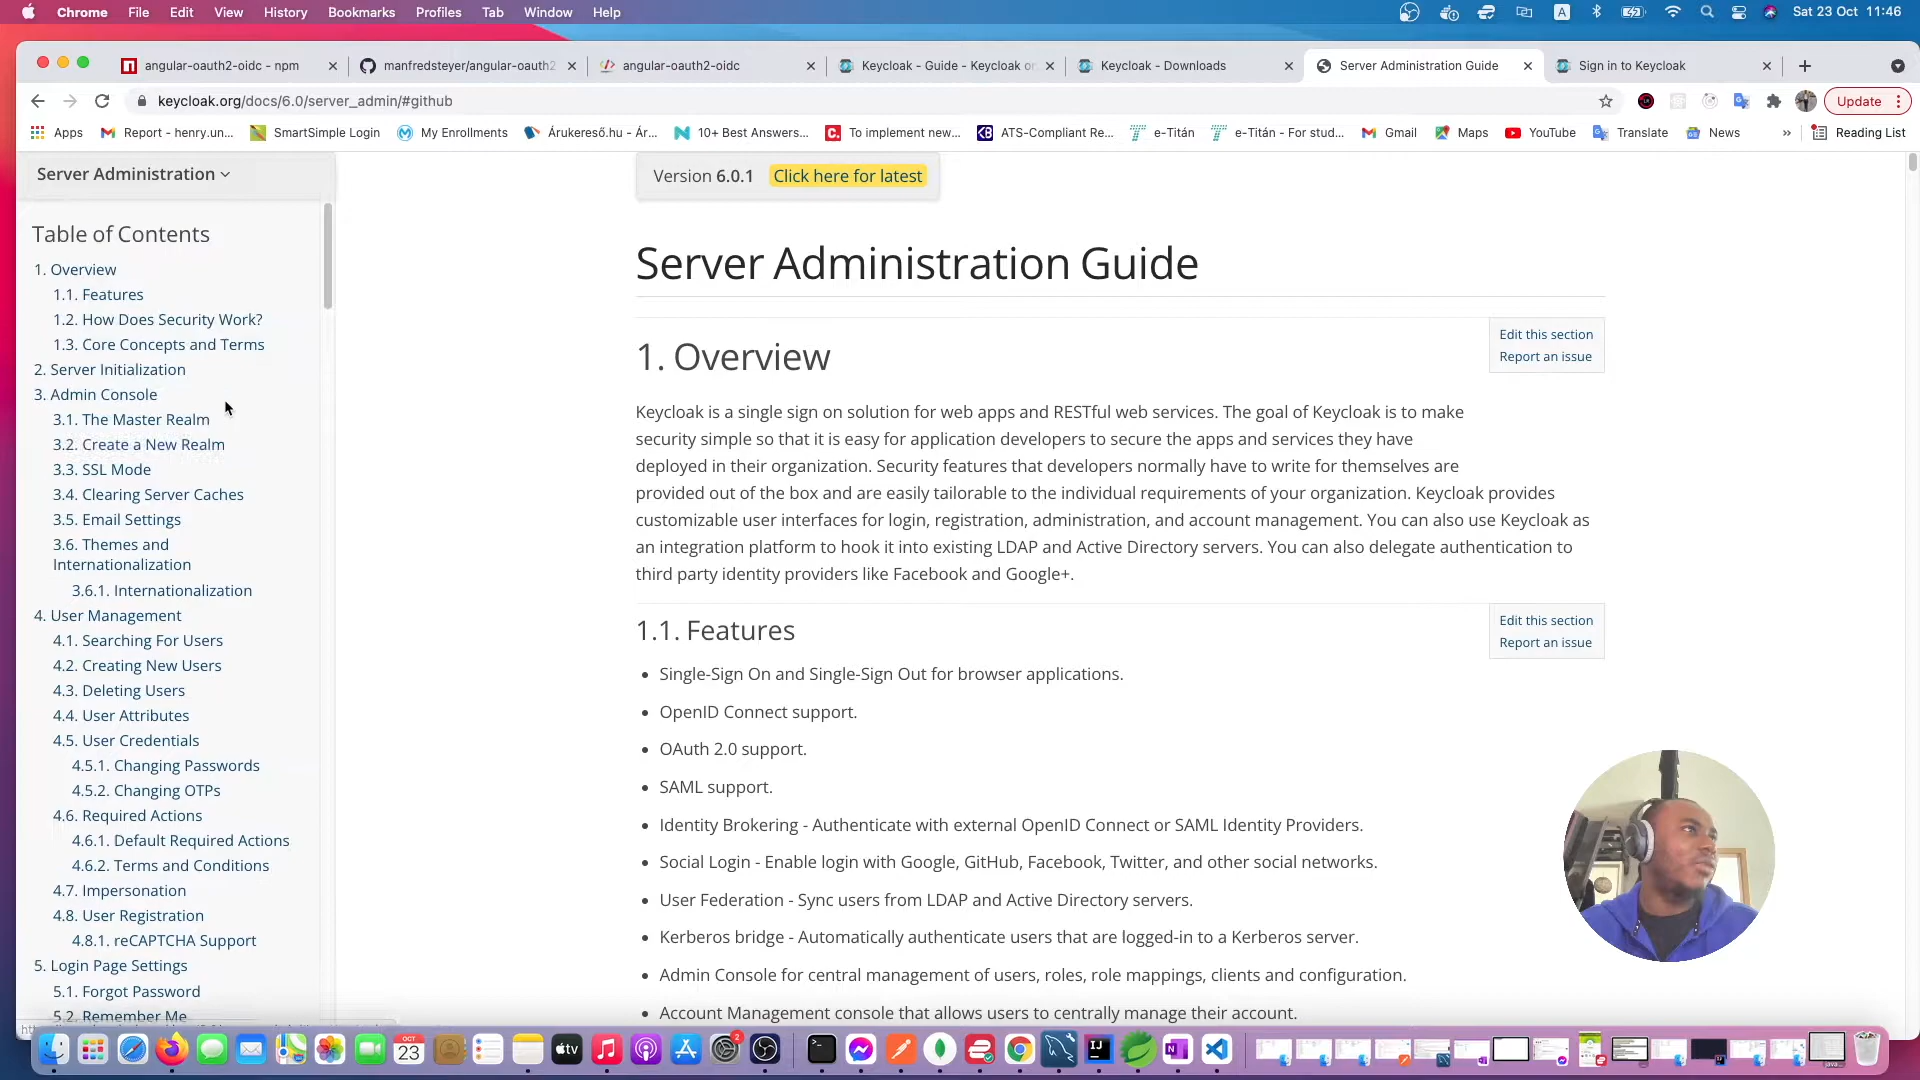 Chrome File Edit View History Bookmarks Profiles Tab Window Help
A
Sat 23 Oct 11:46
angular-oauth2-oidc - npm
manfredsteyer/angular-oauth2
angular-oauth2-oidc
Keycloak - Guide - Keycloak or
Keycloak - Downloads
Server Administration Guide
Sign in to Keycloak
keycloak.org/docs/6.0/server_admin/#github
Update
Apps
Report - henry.un...
SmartSimple Login
My Enrollments
Árukereső.hu - Ár...
10+ Best Answers...
To implement new...
ATS-Compliant Re...
e-Titán
e-Titán - For stud...
Gmail
Maps
YouTube
Translate
News
»
Reading List
Server Administration
Table of Contents
1. Overview
1.1. Features
1.2. How Does Security Work?
1.3. Core Concepts and Terms
2. Server Initialization
3. Admin Console
3.1. The Master Realm
3.2. Create a New Realm
3.3. SSL Mode
3.4. Clearing Server Caches
3.5. Email Settings
3.6. Themes and
Internationalization
3.6.1. Internationalization
4. User Management
4.1. Searching For Users
4.2. Creating New Users
4.3. Deleting Users
4.4. User Attributes
4.5. User Credentials
4.5.1. Changing Passwords
4.5.2. Changing OTPs
4.6. Required Actions
4.6.1. Default Required Actions
4.6.2. Terms and Conditions
4.7. Impersonation
4.8. User Registration
4.8.1. reCAPTCHA Support
5. Login Page Settings
5.1. Forgot Password
5.2. Remember Me
Version 6.0.1 Click here for latest
Server Administration Guide
Edit this section
Report an issue
1. Overview
Keycloak is a single sign on solution for web apps and RESTful web services. The goal of Keycloak is to make
security simple so that it is easy for application developers to secure the apps and services they have
deployed in their organization. Security features that developers normally have to write for themselves are
provided out of the box and are easily tailorable to the individual requirements of your organization. Keycloak provides
customizable user interfaces for login, registration, administration, and account management. You can also use Keycloak as
an integration platform to hook it into existing LDAP and Active Directory servers. You can also delegate authentication to
third party identity providers like Facebook and Google+.
Edit this section
Report an issue
1.1. Features
• Single-Sign On and Single-Sign Out for browser applications.
• OpenID Connect support.
• OAuth 2.0 support.
• SAML support.
• Identity Brokering - Authenticate with external OpenID Connect or SAML Identity Providers.
• Social Login - Enable login with Google, GitHub, Facebook, Twitter, and other social networks.
• User Federation - Sync users from LDAP and Active Directory servers.
• Kerberos bridge - Automatically authenticate users that are logged-in to a Kerberos server.
• Admin Console for central management of users, roles, role mappings, clients and configuration.
• Account Management console that allows users to centrally manage their account.
OCT
23
tv
2